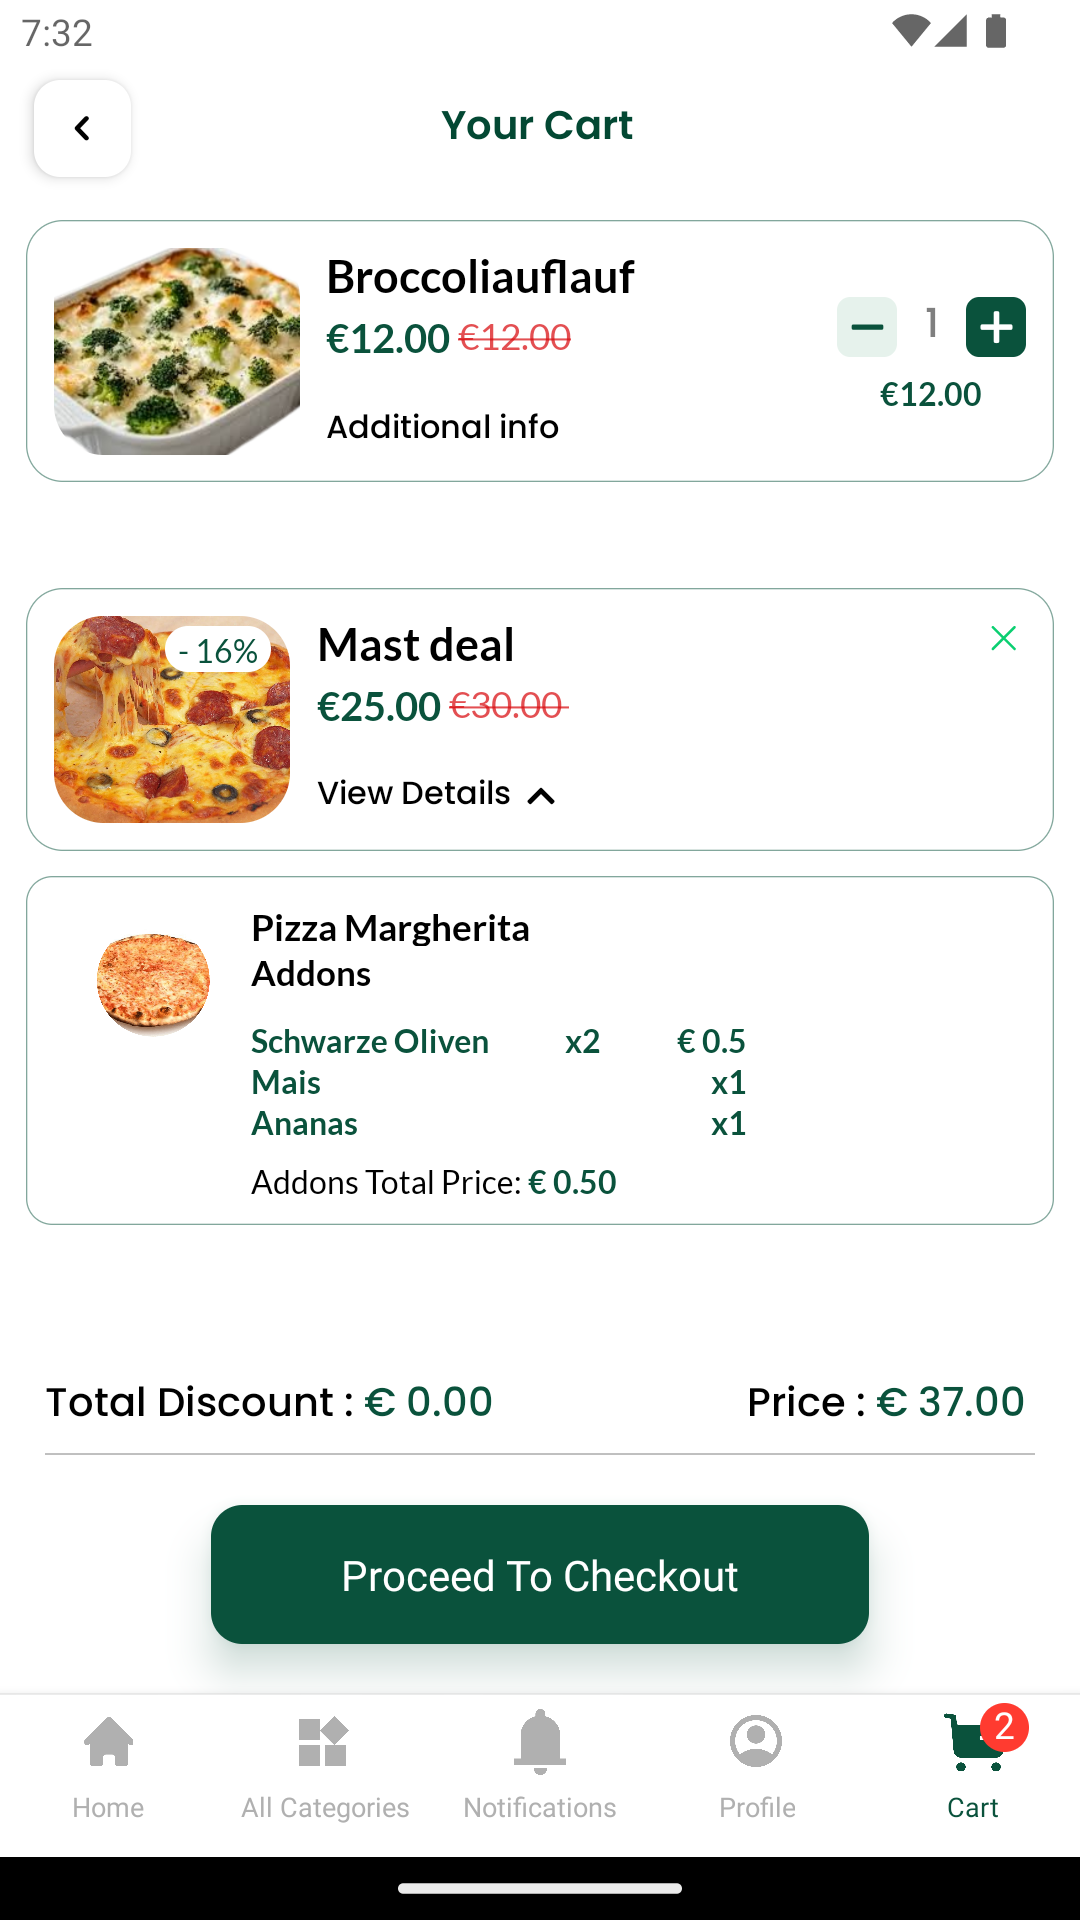 7:32
Your Cart
Broccoliauflauf
€12.00 €12.00
1
€12.00
Additional info
- 16%
Mast deal
€25.00 €30.00
View Details
Pizza Margherita
Addons
Schwarze Oliven x2 € 0.5
Mais x1
Ananas x1
Addons Total Price: € 0.50
Total Discount : € 0.00 Price : € 37.00
Proceed To Checkout
2
Home All Categories Notifications Profile Cart